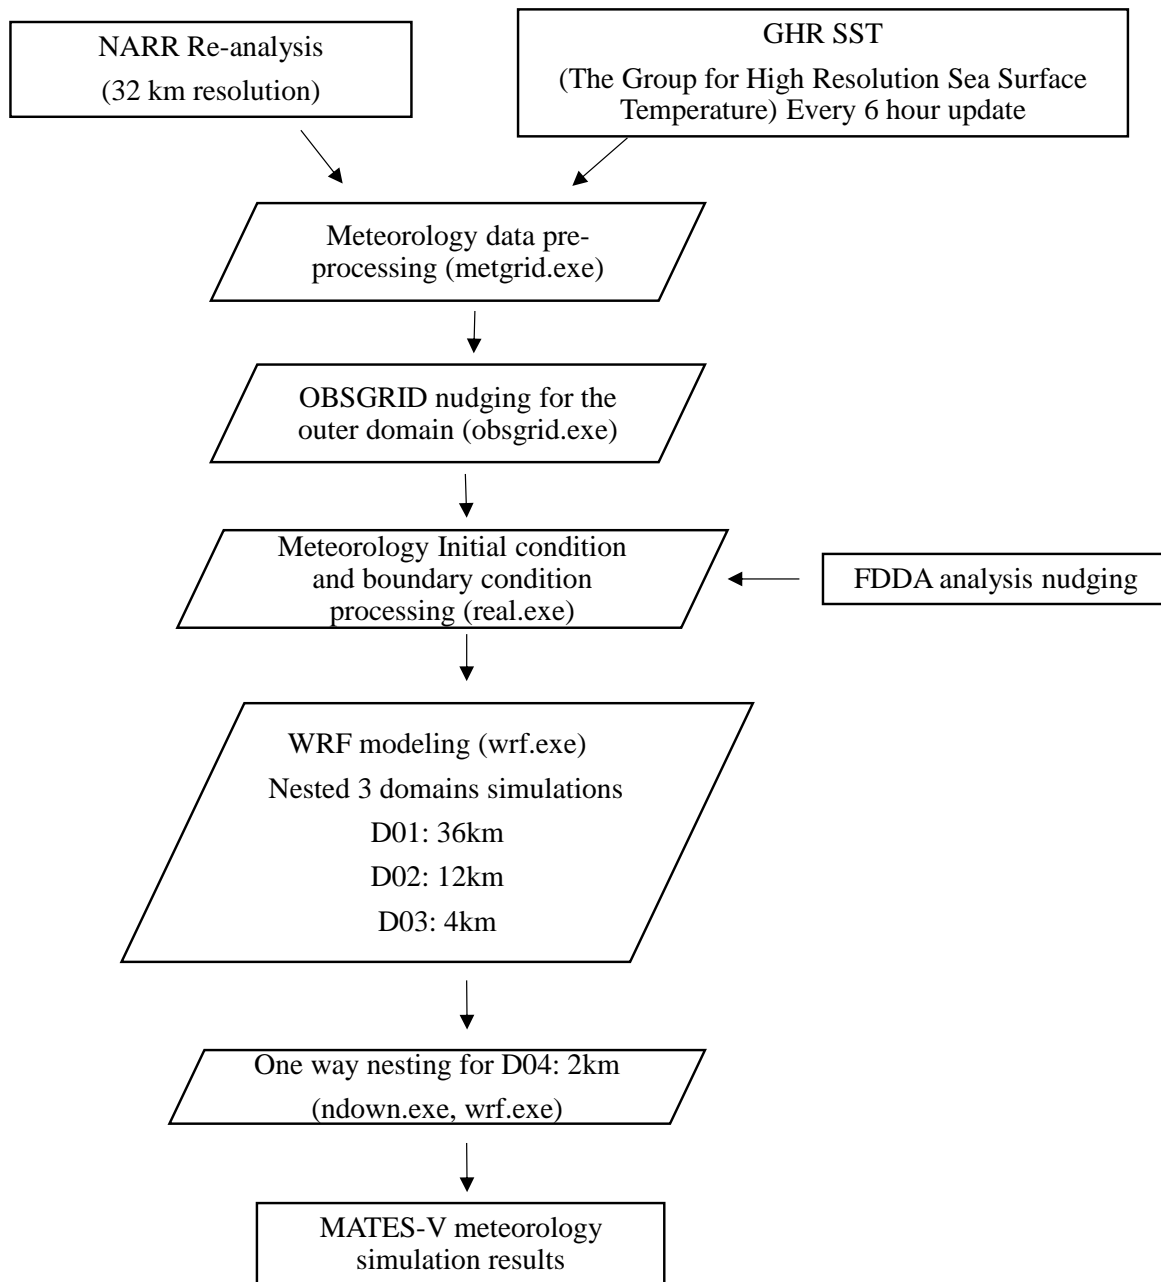 NARR Re-analysis
(32 km resolution)
GHR SST
(The Group for High Resolution Sea Surface
Temperature) Every 6 hour update
Meteorology data pre-
processing (metgrid.exe)
OBSGRID nudging for the
outer domain (obsgrid.exe)
Meteorology Initial condition
and boundary condition
processing (real.exe)
FDDA analysis nudging
WRF modeling (wrf.exe)
Nested 3 domains simulations
D01: 36km
D02: 12km
D03: 4km
One way nesting for D04: 2km
(ndown.exe, wrf.exe)
MATES-V meteorology
simulation results